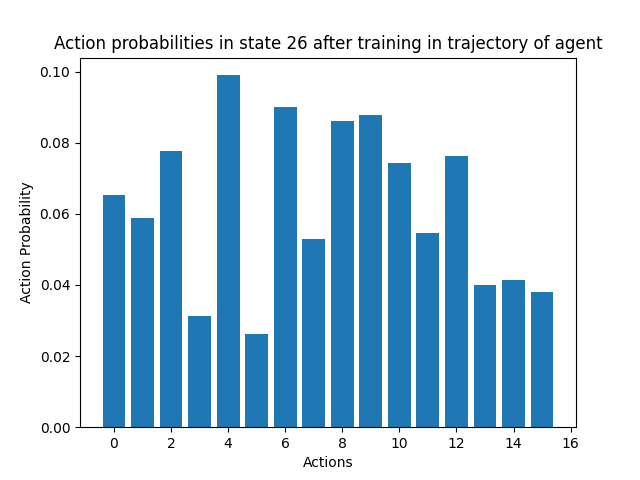 Action probabilities in state 26 after training in trajectory of agent
0.10
0.08
0.06
0.04
0.02
0.00
Action Probability
0 2 4 6 8 10 12 14 16
Actions